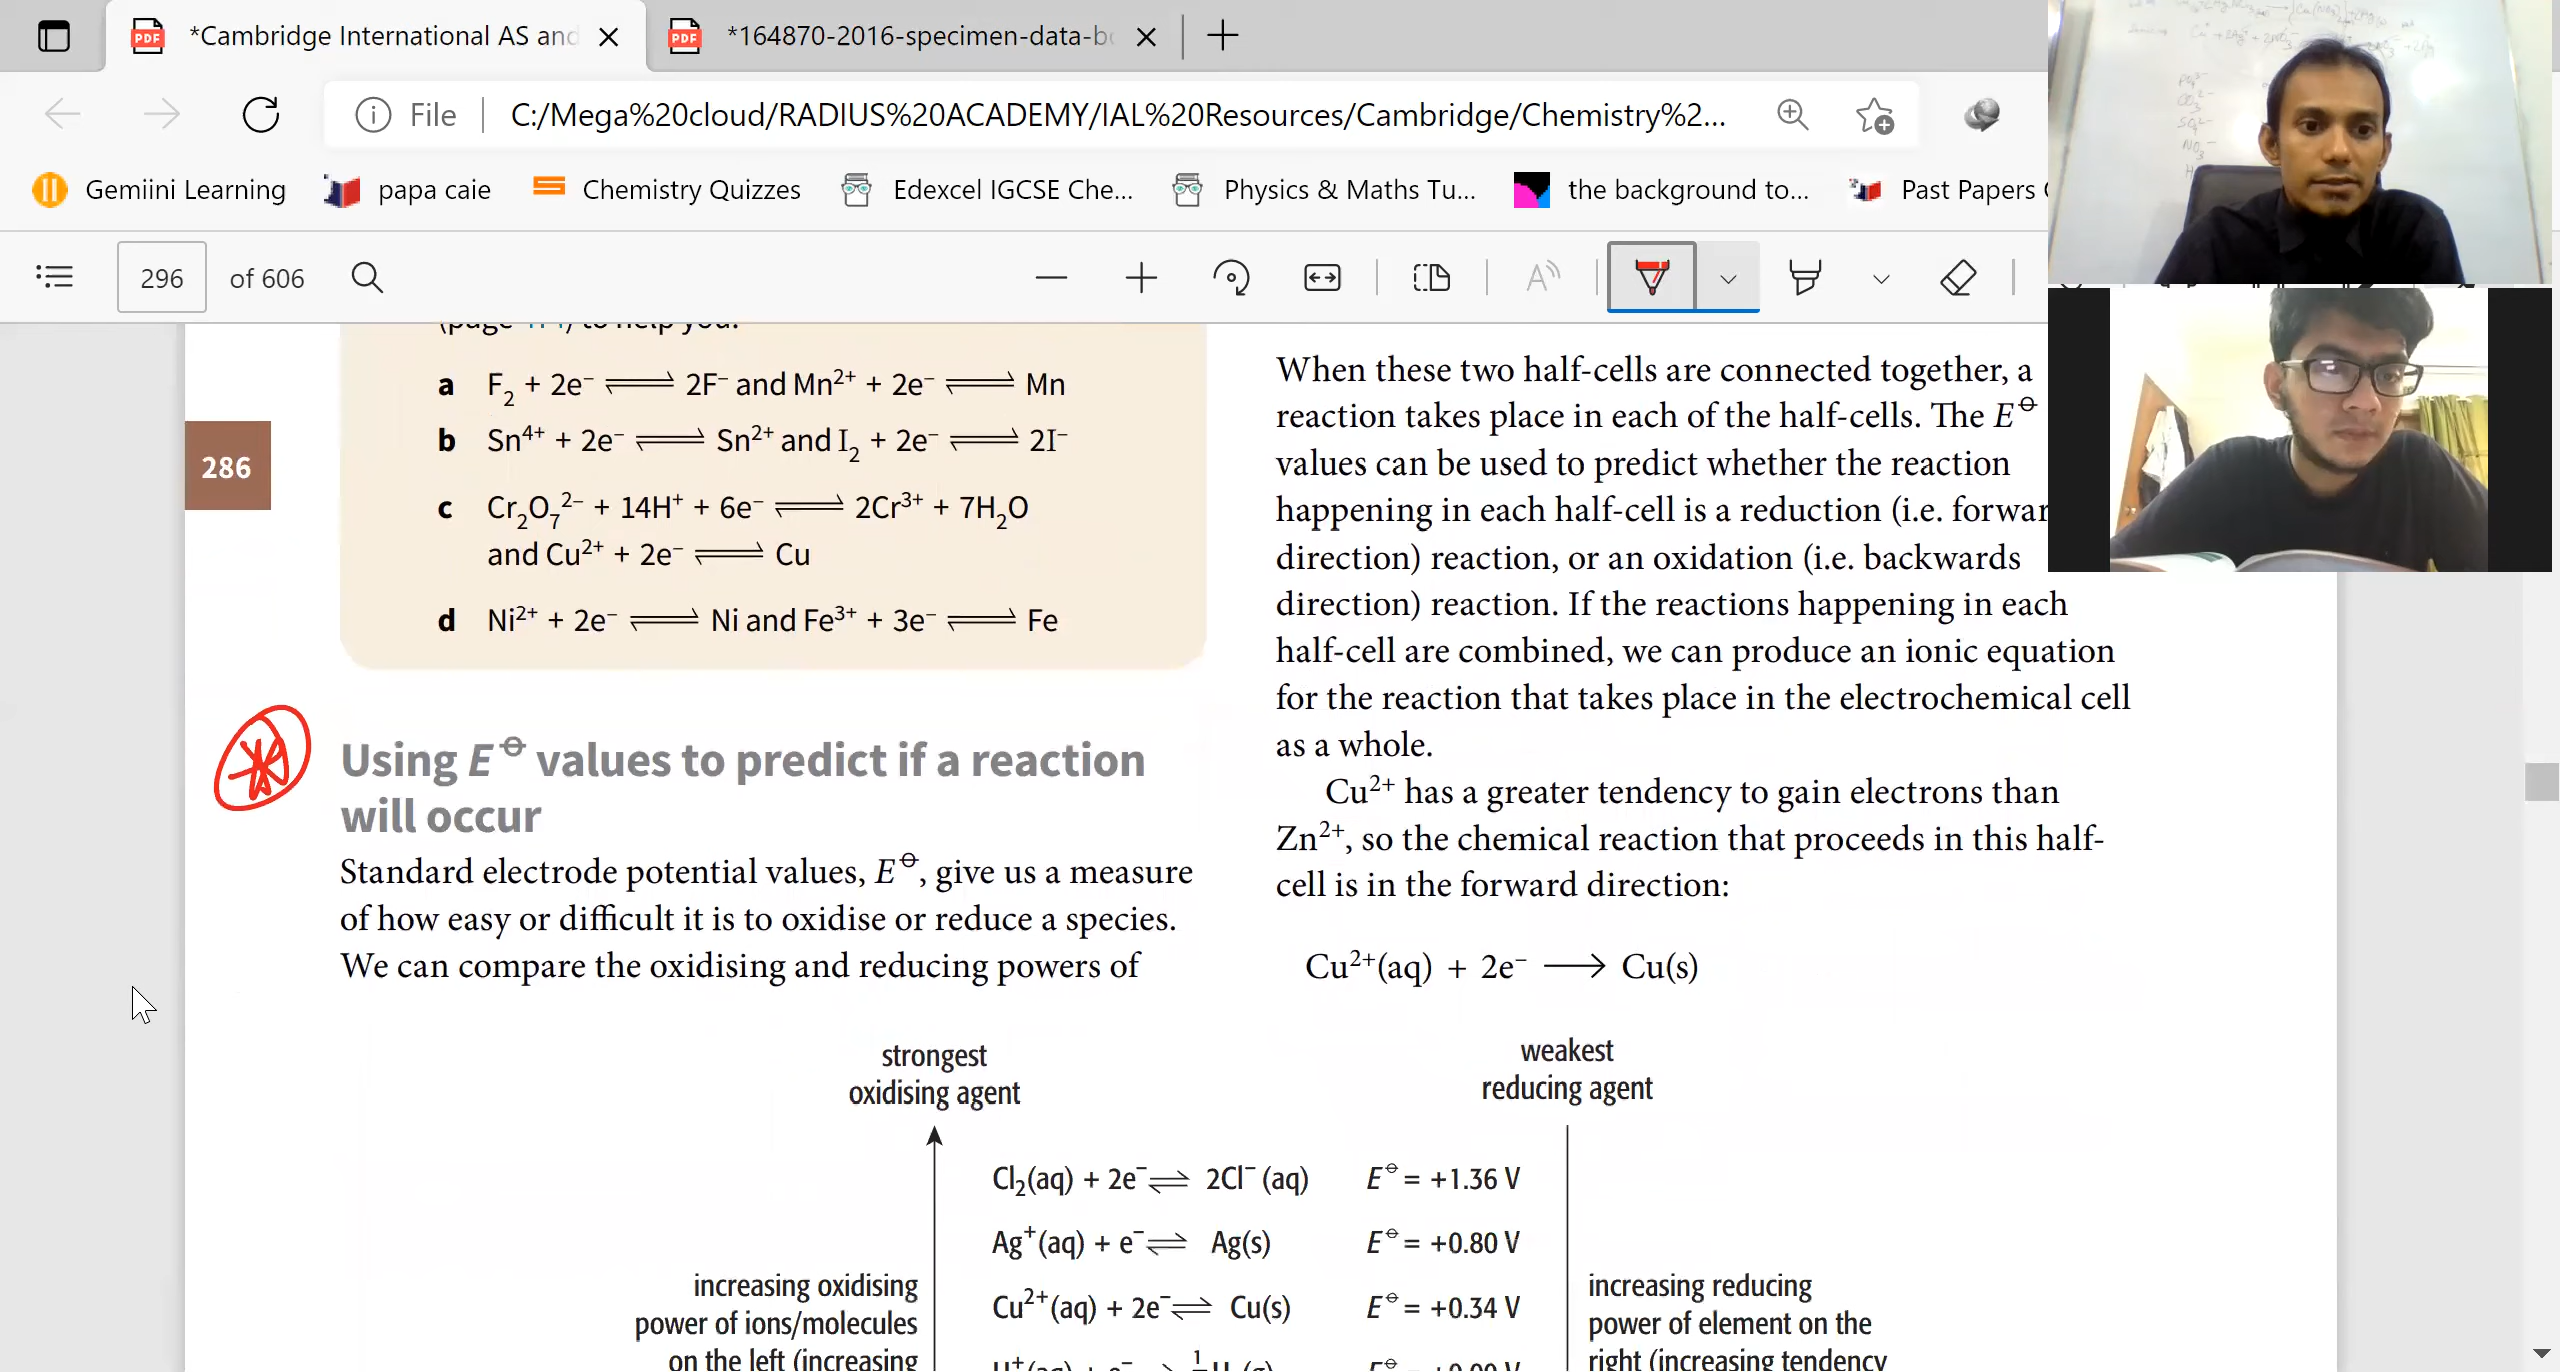 *Cambridge International AS and
*164870-2016-specimen-data-bo
File
C:/Mega%20cloud/RADIUS%20ACADEMY/IAL%20Resources/Cambridge/Chemistry%2...
Gemiini Learning
papa caie
Chemistry Quizzes
Edexcel IGCSE Che...
Physics & Maths Tu...
the background to...
Past Papers
296 of 606
to help you.
a F₂ + 2e⁻ ⇌ 2F⁻ and Mn²⁺ + 2e⁻ ⇌ Mn
b Sn⁴⁺ + 2e⁻ ⇌ Sn²⁺ and I₂ + 2e⁻ ⇌ 2I⁻
c Cr₂O₇²⁻ + 14H⁺ + 6e⁻ ⇌ 2Cr³⁺ + 7H₂O
and Cu²⁺ + 2e⁻ ⇌ Cu
d Ni²⁺ + 2e⁻ ⇌ Ni and Fe³⁺ + 3e⁻ ⇌ Fe
286
Using E⦵ values to predict if a reaction
will occur
Standard electrode potential values, E⦵, give us a measure
of how easy or difficult it is to oxidise or reduce a species.
We can compare the oxidising and reducing powers of
When these two half-cells are connected together, a
reaction takes place in each of the half-cells. The E⦵
values can be used to predict whether the reaction
happening in each half-cell is a reduction (i.e. forwar
direction) reaction, or an oxidation (i.e. backwards
direction) reaction. If the reactions happening in each
half-cell are combined, we can produce an ionic equation
for the reaction that takes place in the electrochemical cell
as a whole.
Cu²⁺ has a greater tendency to gain electrons than
Zn²⁺, so the chemical reaction that proceeds in this half-
cell is in the forward direction:
Cu²⁺(aq) + 2e⁻ ⟶ Cu(s)
strongest
oxidising agent
weakest
reducing agent
Cl₂(aq) + 2e⁻ ⇌ 2Cl⁻ (aq) E⦵ = +1.36 V
Ag⁺(aq) + e⁻ ⇌ Ag(s) E⦵ = +0.80 V
Cu²⁺(aq) + 2e⁻ ⇌ Cu(s) E⦵ = +0.34 V
increasing oxidising
power of ions/molecules
on the left (increasing
increasing reducing
power of element on the
right (increasing tendency